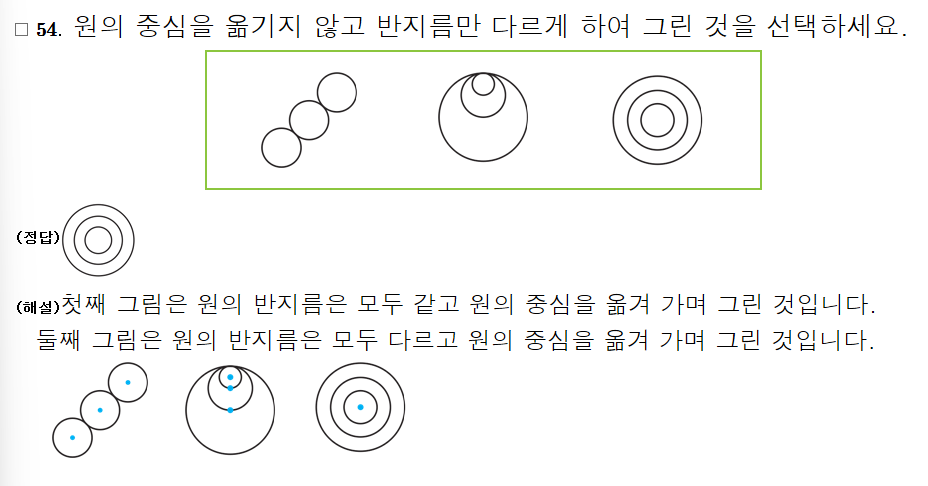 □ 54. 원의 중심을 옮기지 않고 반지름만 다르게 하여 그린 것을 선택하세요.
(정답)
(해설)첫째 그림은 원의 반지름은 모두 같고 원의 중심을 옮겨 가며 그린 것입니다.
둘째 그림은 원의 반지름은 모두 다르고 원의 중심을 옮겨 가며 그린 것입니다.